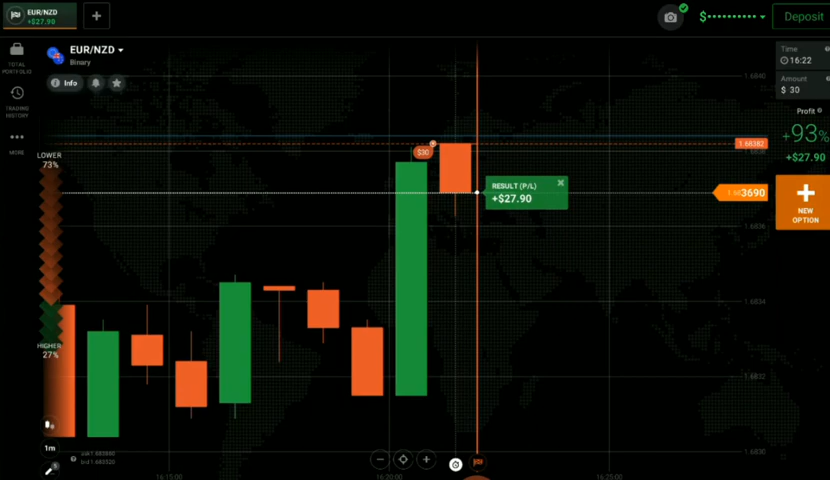 EUR/NZD
+$27.90
$••••••••••
Deposit
EUR/NZD
Binary
Info
TOTAL
PORTFOLIO
TRADING
HISTORY
MORE
LOWER
73%
HIGHER
27%
1m
$30
RESULT (P/L)
+$27.90
1.6840
1.68382
3690
1.6836
1.6834
1.6832
1.6830
Time
16:22
Amount
$ 30
Profit
+93%
+$27.90
NEW
OPTION
16:15:00
16:20:00
16:25:00